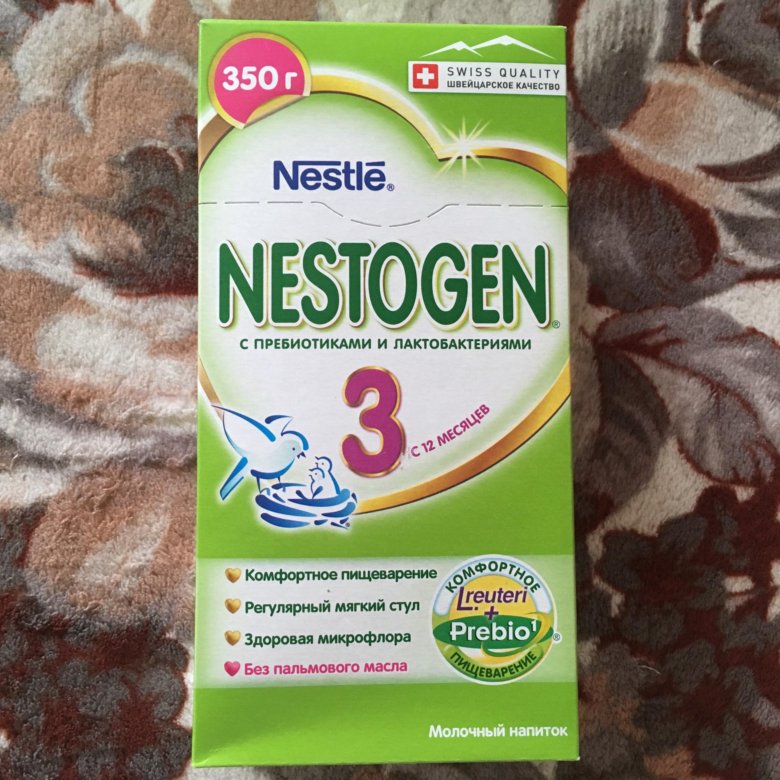 350 г
SWISS QUALITY
ШВЕЙЦАРСКОЕ КАЧЕСТВО
Nestlé®
NESTOGEN®
С ПРЕБИОТИКАМИ И ЛАКТОБАКТЕРИЯМИ
3
С 12 МЕСЯЦЕВ
Комфортное пищеварение
Регулярный мягкий стул
Здоровая микрофлора
Без пальмового масла
КОМФОРТНОЕ
L.reuteri
+
Prebio1®
ПИЩЕВАРЕНИЕ
Молочный напиток